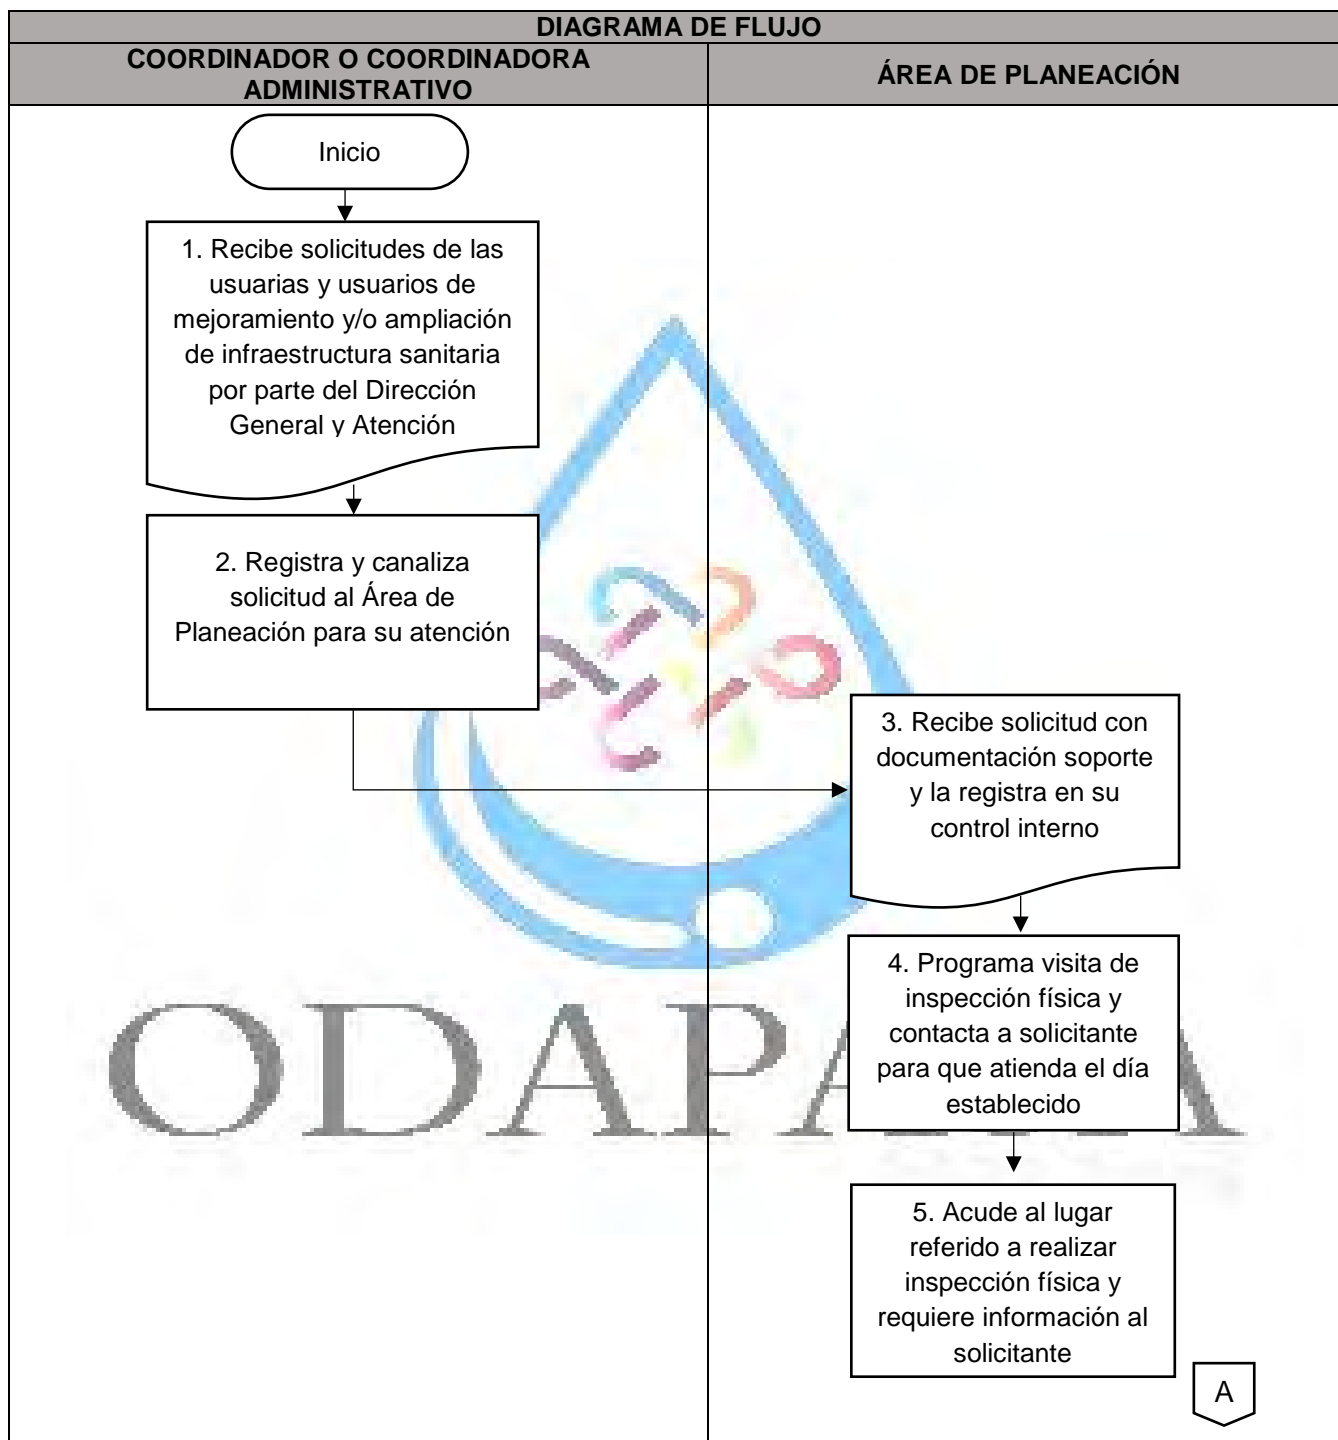 DIAGRAMA DE FLUJO
COORDINADOR O COORDINADORA
ADMINISTRATIVO
ÁREA DE PLANEACIÓN
Inicio
1. Recibe solicitudes de las
usuarias y usuarios de
mejoramiento y/o ampliación
de infraestructura sanitaria
por parte del Dirección
General y Atención
2. Registra y canaliza
solicitud al Área de
Planeación para su atención
3. Recibe solicitud con
documentación soporte
y la registra en su
control interno
4. Programa visita de
inspección física y
contacta a solicitante
para que atienda el día
establecido
5. Acude al lugar
referido a realizar
inspección física y
requiere información al
solicitante
A